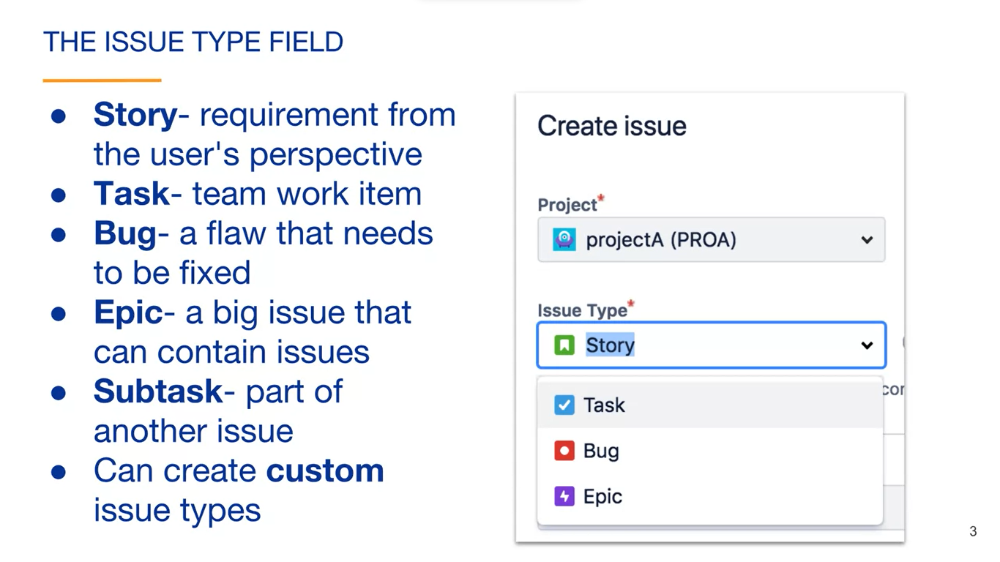 THE ISSUE TYPE FIELD
● Story- requirement from
the user's perspective
● Task- team work item
● Bug- a flaw that needs
to be fixed
● Epic- a big issue that
can contain issues
● Subtask- part of
another issue
● Can create custom
issue types
Create issue
Project*
projectA (PROA)
Issue Type*
Story
Task
Bug
Epic
3